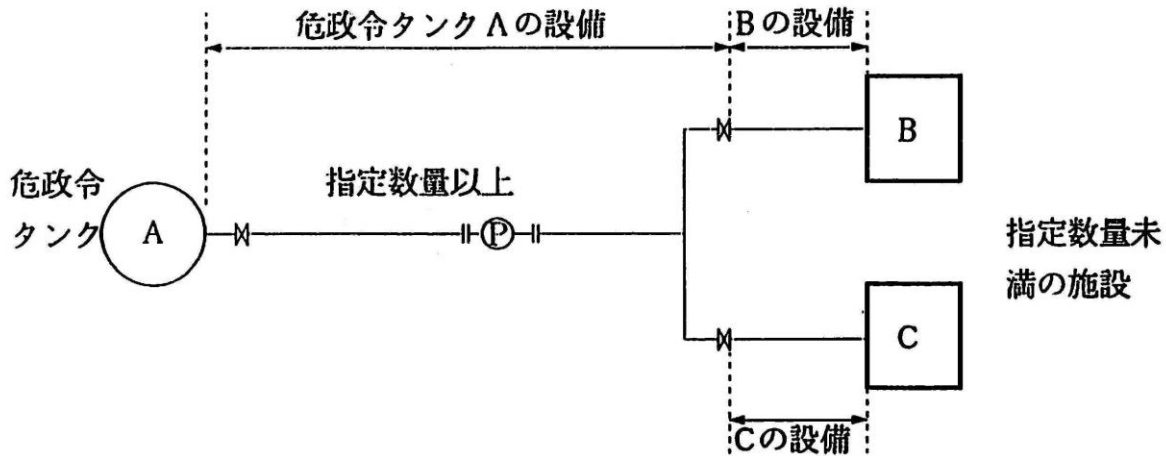 危政令タンクAの設備
Bの設備
B
危政令
タンク
A
指定数量以上
P
指定数量未
満の施設
C
Cの設備